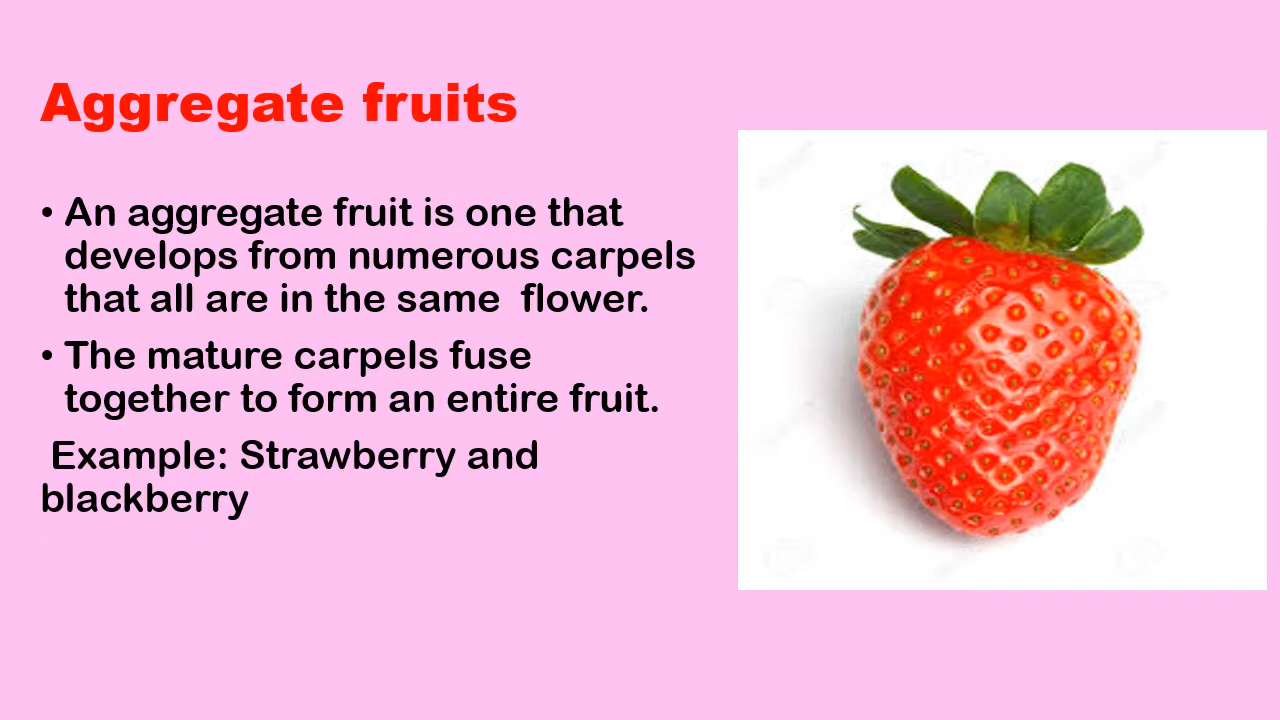 Aggregate fruits
• An aggregate fruit is one that
develops from numerous carpels
that all are in the same  flower.
• The mature carpels fuse
together to form an entire fruit.
Example: Strawberry and
blackberry